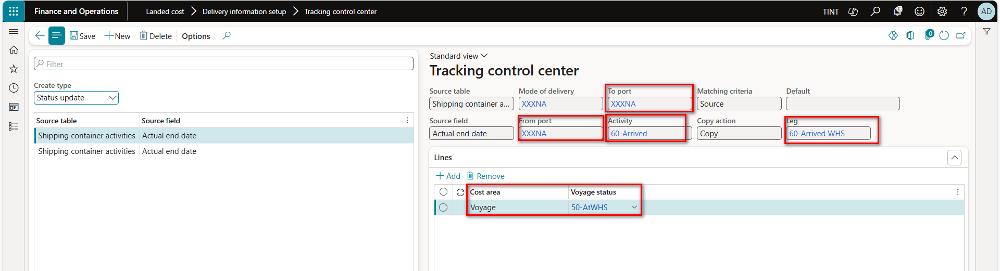 Finance and Operations
Landed cost
Delivery information setup
Tracking control center
TINT
33
?
AD
Save
New
Delete
Options
0
Filter
Create type
Status update
Source table Source field
Shipping container activities Actual end date
Shipping container activities Actual end date
Standard view
Tracking control center
Source table Mode of delivery To port Matching criteria Default
Shipping container a... XXXNA XXXNA Source
Source field From port Activity Copy action Leg
Actual end date XXXNA 60-Arrived Copy 60-Arrived WHS
Lines
Add Remove
Cost area Voyage status
Voyage 50-AtWHS